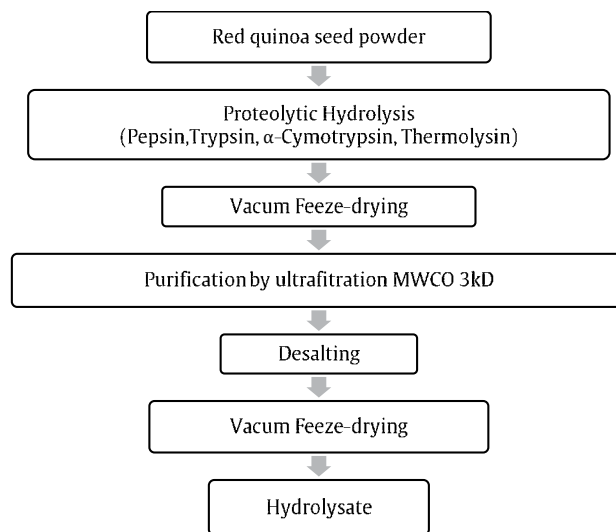 Red quinoa seed powder
Proteolytic Hydrolysis
(Pepsin,Trypsin, α-Cymotrypsin, Thermolysin)
Vacum Feeze-drying
Purification by ultrafitration MWCO 3kD
Desalting
Vacum Feeze-drying
Hydrolysate